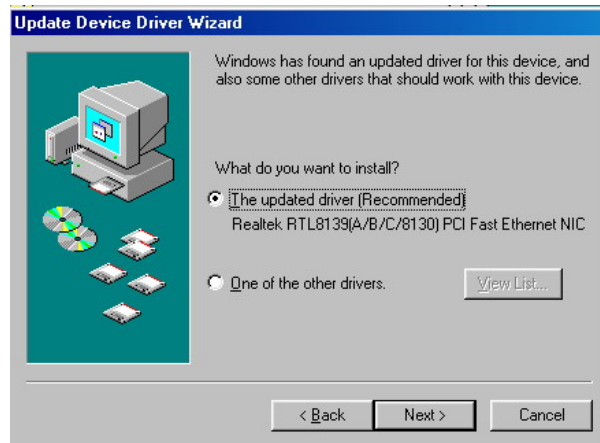 Update Device Driver Wizard
Windows has found an updated driver for this device, and
also some other drivers that should work with this device.
What do you want to install?
The updated driver (Recommended)
Realtek RTL8139(A/B/C/8130) PCI Fast Ethernet NIC
One of the other drivers.
View List...
< Back
Next >
Cancel